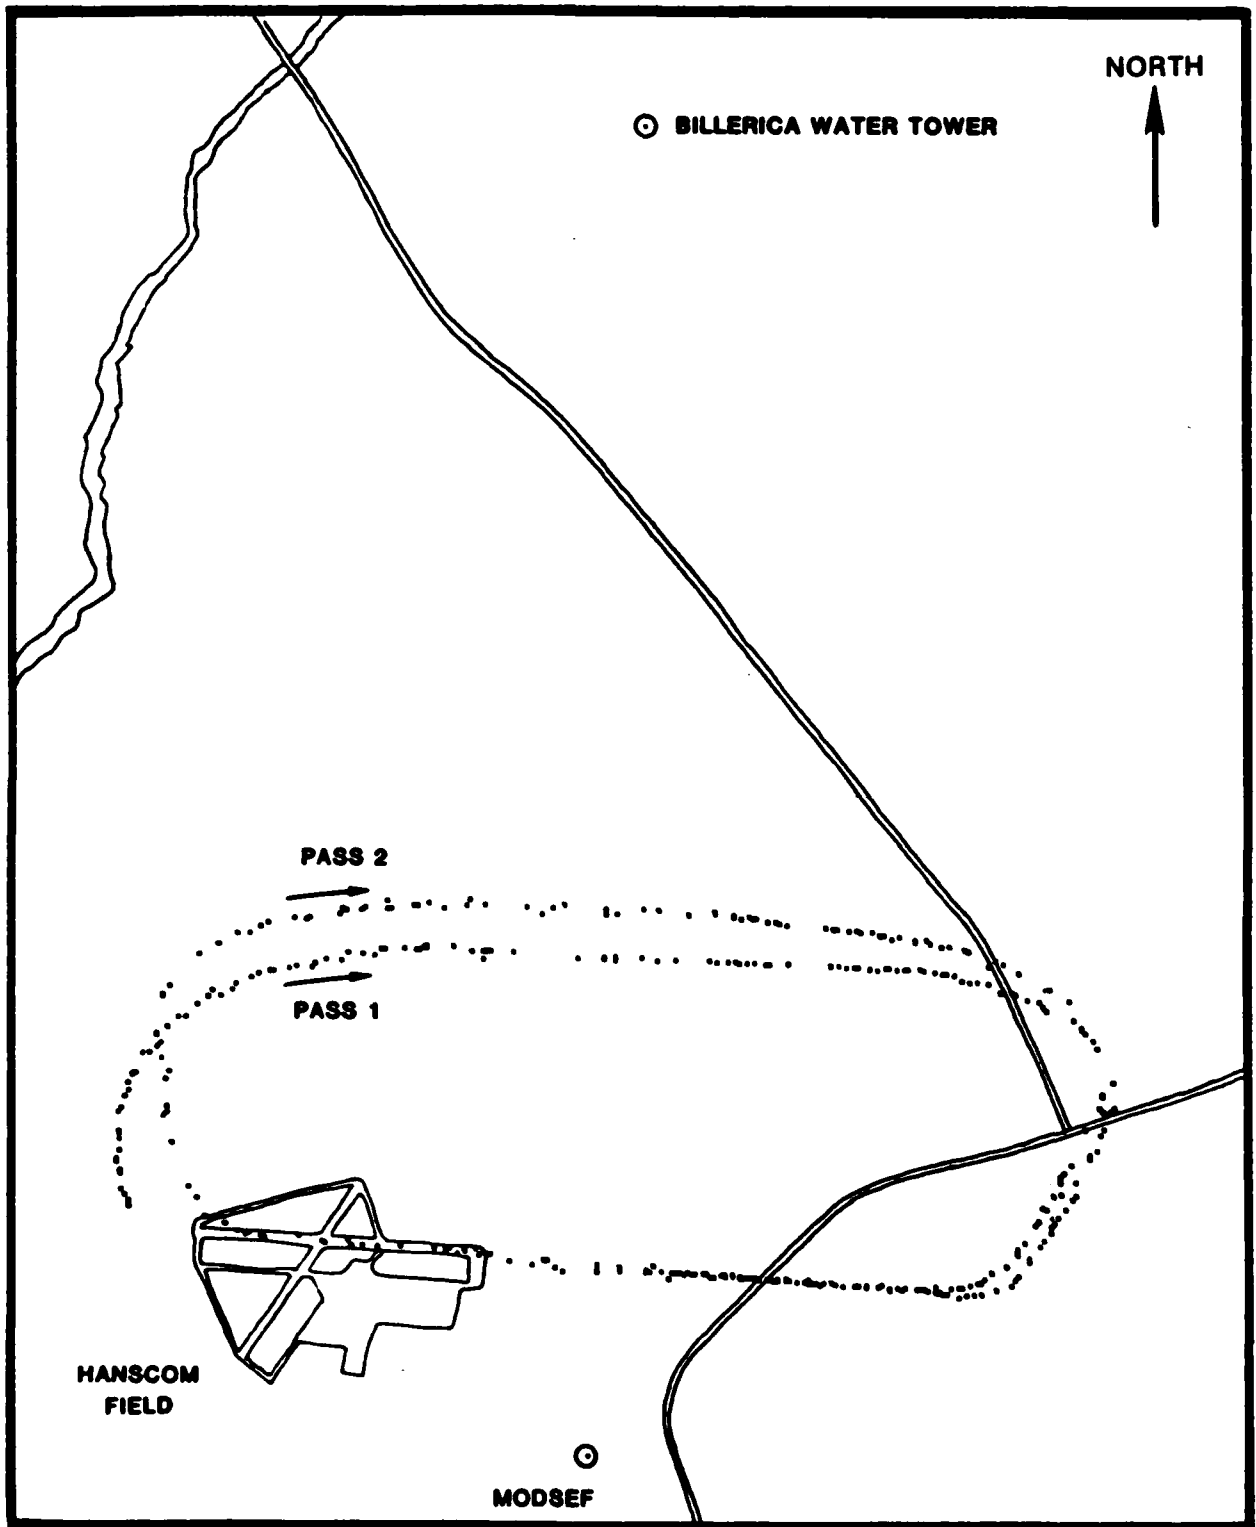 NORTH
BILLERICA WATER TOWER
PASS 2
PASS 1
HANSCOM
FIELD
MODSEF